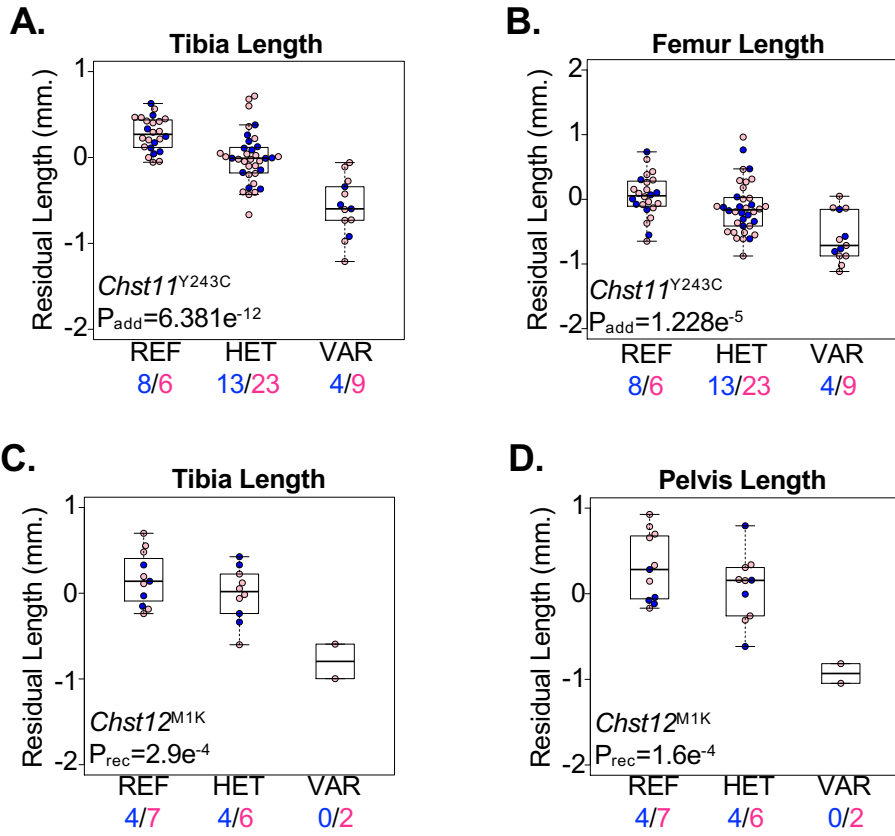 A.
Tibia Length
Residual Length (mm.)
1
0
-1
-2
Chst11Y243C
Padd=6.381e-12
REF HET VAR
8/6 13/23 4/9
B.
Femur Length
Residual Length (mm.)
2
1
0
-1
-2
Chst11Y243C
Padd=1.228e-5
REF HET VAR
8/6 13/23 4/9
C.
Tibia Length
Residual Length (mm.)
1
0
-1
-2
Chst12M1K
Prec=2.9e-4
REF HET VAR
4/7 4/6 0/2
D.
Pelvis Length
Residual Length (mm.)
1
0
-1
-2
Chst12M1K
Prec=1.6e-4
REF HET VAR
4/7 4/6 0/2